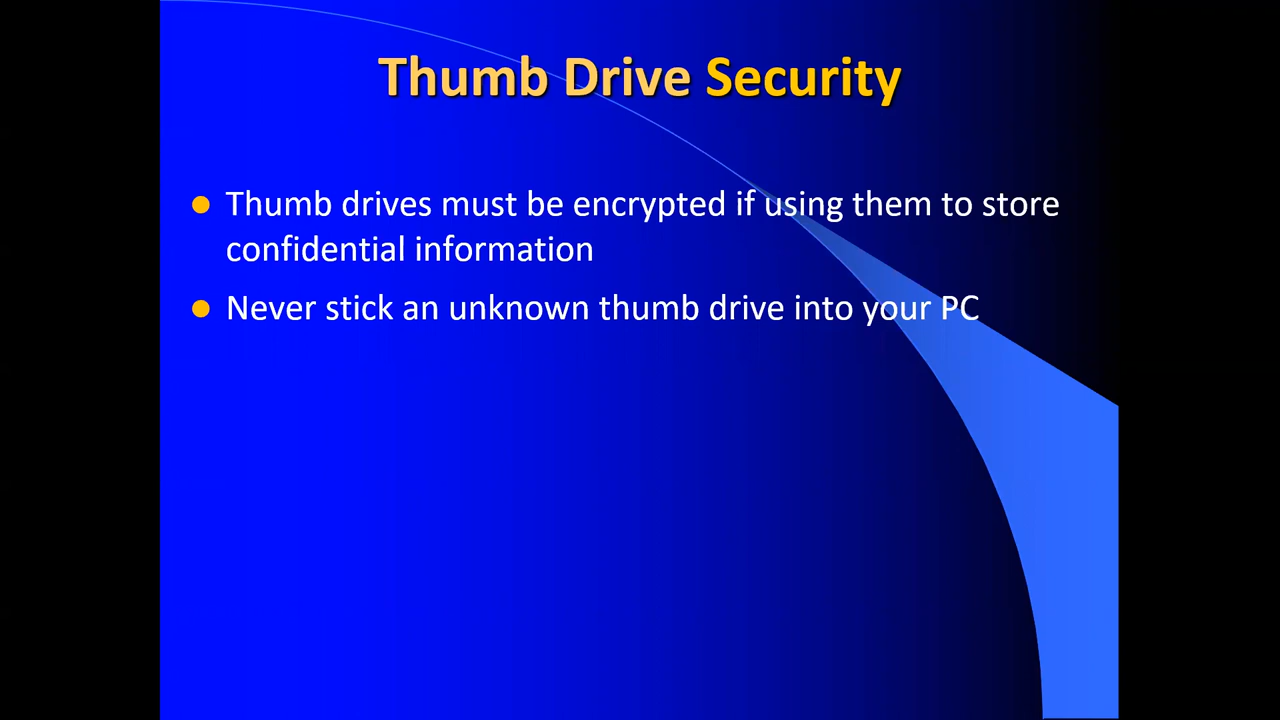 Thumb Drive Security
Thumb drives must be encrypted if using them to store
confidential information
Never stick an unknown thumb drive into your PC